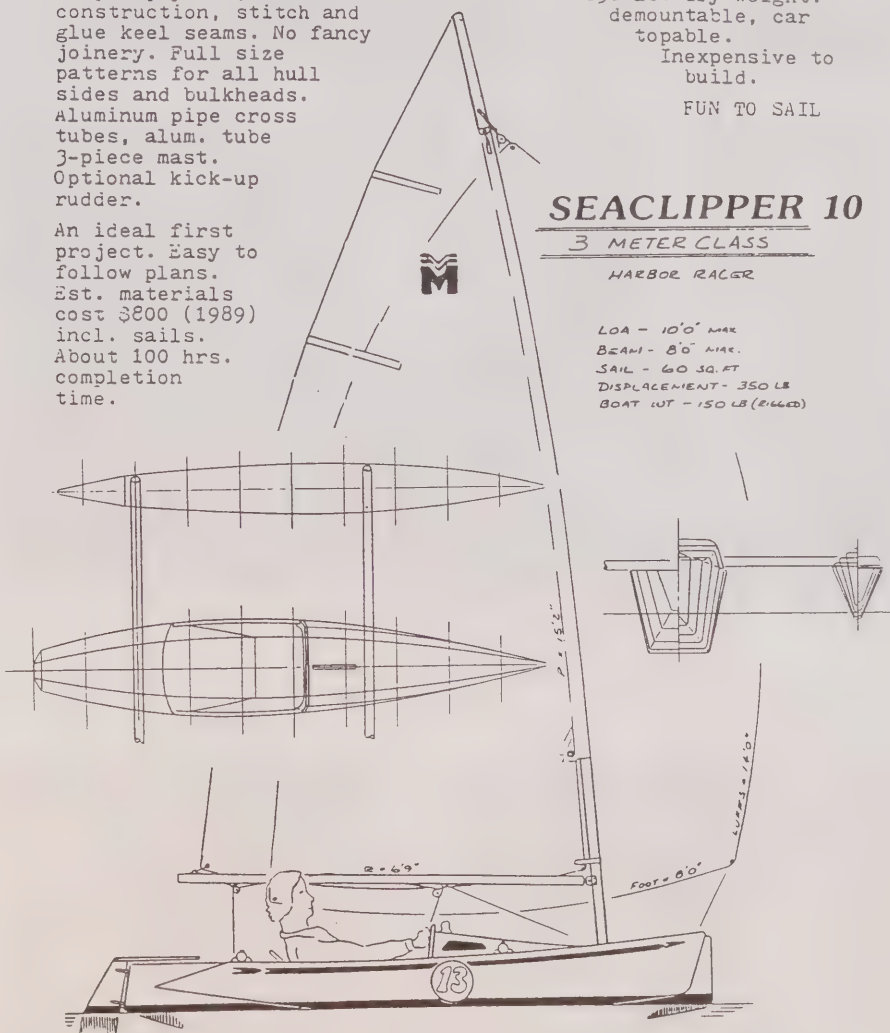 construction, stitch and
glue keel seams. No fancy
joinery. Full size
patterns for all hull
sides and bulkheads.
Aluminum pipe cross
tubes, alum. tube
3-piece mast.
Optional kick-up
rudder.
An ideal first
project. Easy to
follow plans.
Est. materials
cost $800 (1989)
incl. sails.
About 100 hrs.
completion
time.
demountable, car
topable.
Inexpensive to
build.
FUN TO SAIL
SEACLIPPER 10
3 METER CLASS
HARBOR RACER
LOA - 10'0" MAX
BEAM - 8'0" MAX.
SAIL - 60 SQ. FT
DISPLACEMENT - 350 LB
BOAT WT - 150 LB (RIGGED)
M
P = 15'2"
E = 6'9"
FOOT = 8'0"
= 14'0"
13